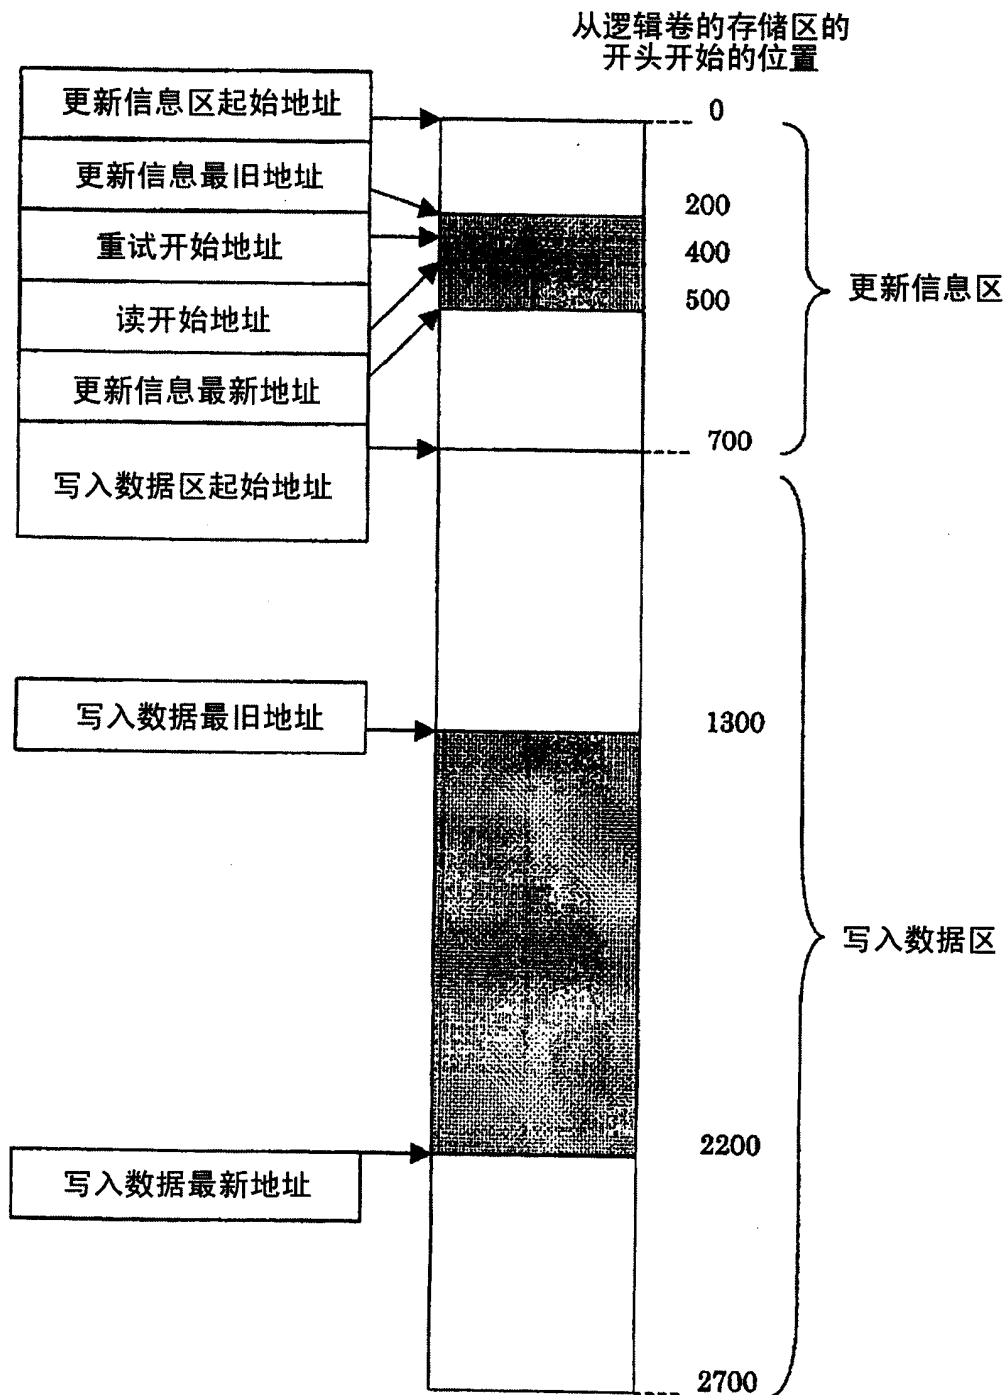 从逻辑卷的存储区的
开头开始的位置
更新信息区起始地址
0
更新信息最旧地址
200
重试开始地址
400
更新信息区
读开始地址
500
更新信息最新地址
700
写入数据区起始地址
写入数据最旧地址
1300
写入数据区
2200
写入数据最新地址
2700